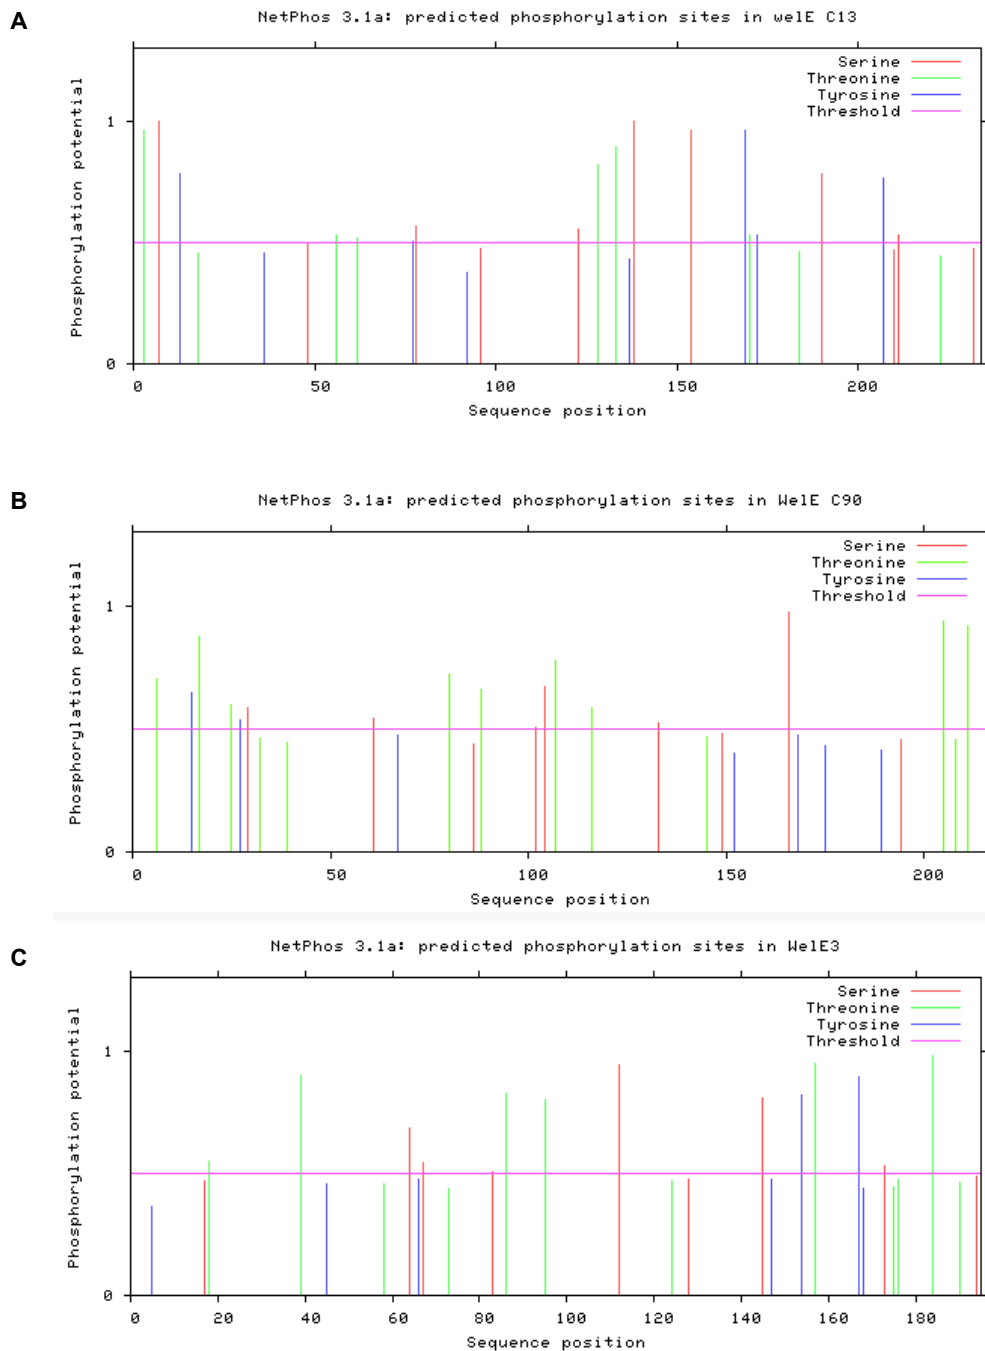 A
NetPhos 3.1a: predicted phosphorylation sites in welE C13
Serine
Threonine
Tyrosine
Threshold
Phosphorylation potential
1
0
0 50 100 150 200
Sequence position
B
NetPhos 3.1a: predicted phosphorylation sites in WelE C90
Serine
Threonine
Tyrosine
Threshold
Phosphorylation potential
1
0
0 50 100 150 200
Sequence position
C
NetPhos 3.1a: predicted phosphorylation sites in WelE3
Serine
Threonine
Tyrosine
Threshold
Phosphorylation potential
1
0
0 20 40 60 80 100 120 140 160 180
Sequence position